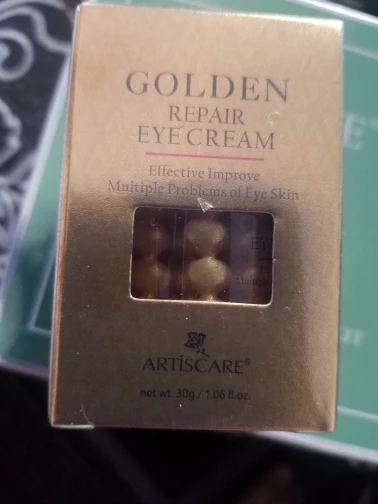 GOLDEN
REPAIR
EYE CREAM
Effective Improve
Multiple Problems of Eye Skin
ARTISCARE®
net wt. 30g / 1.06 fl.oz.